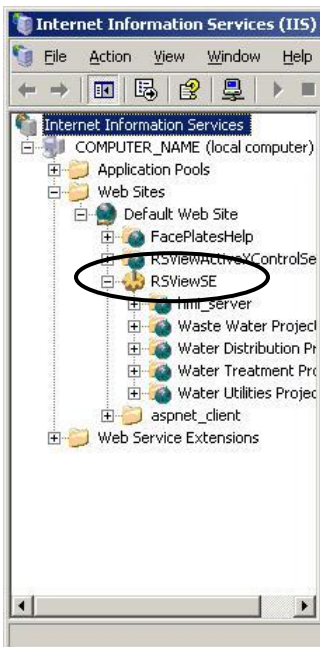 Internet Information Services (IIS)
File Action View Window Help
Internet Information Services
COMPUTER_NAME (local computer)
Application Pools
Web Sites
Default Web Site
FacePlatesHelp
RSViewActiveXControlSe
RSViewSE
hmi_server
Waste Water Project
Water Distribution Pr
Water Treatment Pro
Water Utilities Projec
aspnet_client
Web Service Extensions